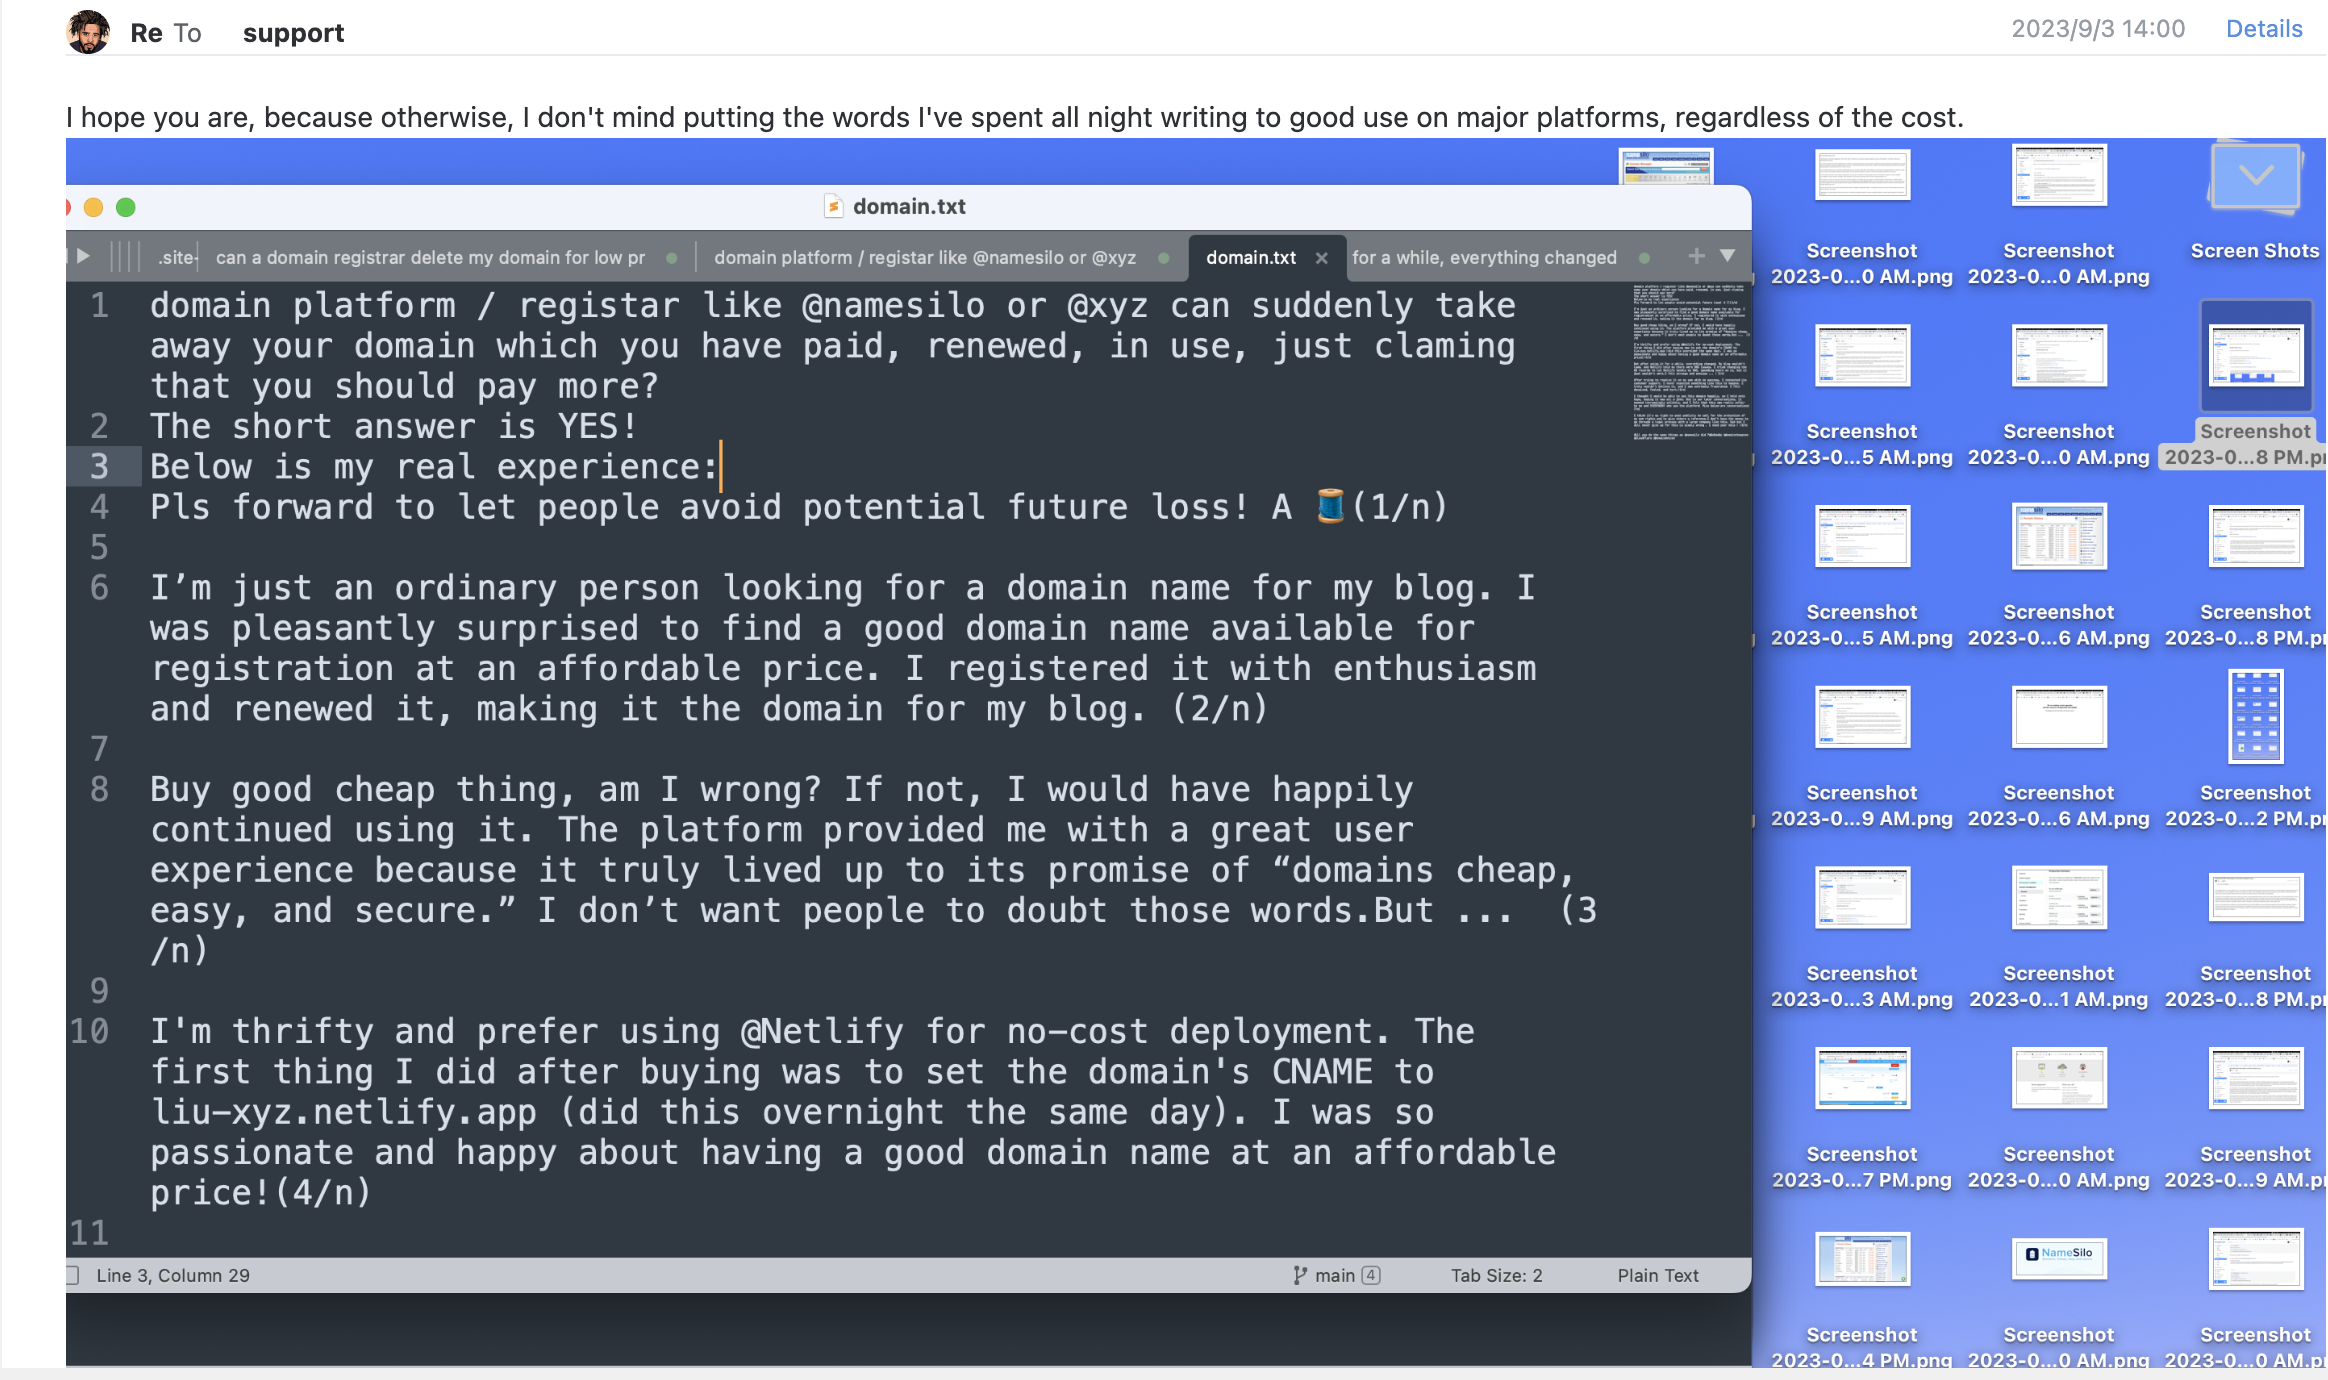 Re To support 2023/9/3 14:00 Details
I hope you are, because otherwise, I don't mind putting the words I've spent all night writing to good use on major platforms, regardless of the cost.
domain.txt
.site- can a domain registrar delete my domain for low pr domain platform / registar like @namesilo or @xyz domain.txt for a while, everything changed
1 domain platform / registar like @namesilo or @xyz can suddenly take
away your domain which you have paid, renewed, in use, just claming
that you should pay more?
2 The short answer is YES!
3 Below is my real experience:
4 Pls forward to let people avoid potential future loss! A 🧵(1/n)
5
6 I’m just an ordinary person looking for a domain name for my blog. I
was pleasantly surprised to find a good domain name available for
registration at an affordable price. I registered it with enthusiasm
and renewed it, making it the domain for my blog. (2/n)
7
8 Buy good cheap thing, am I wrong? If not, I would have happily
continued using it. The platform provided me with a great user
experience because it truly lived up to its promise of “domains cheap,
easy, and secure.” I don’t want people to doubt those words.But ... (3
/n)
9
10 I'm thrifty and prefer using @Netlify for no-cost deployment. The
first thing I did after buying was to set the domain's CNAME to
liu-xyz.netlify.app (did this overnight the same day). I was so
passionate and happy about having a good domain name at an affordable
price!(4/n)
11
Line 3, Column 29 main 4 Tab Size: 2 Plain Text
Screenshot Screenshot Screen Shots
2023-0...0 AM.png 2023-0...0 AM.png
Screenshot Screenshot Screenshot
2023-0...5 AM.png 2023-0...0 AM.png 2023-0...8 PM.p
Screenshot Screenshot Screenshot
2023-0...5 AM.png 2023-0...6 AM.png 2023-0...8 PM.p
Screenshot Screenshot Screenshot
2023-0...9 AM.png 2023-0...6 AM.png 2023-0...2 PM.p
Screenshot Screenshot Screenshot
2023-0...3 AM.png 2023-0...1 AM.png 2023-0...8 PM.p
Screenshot Screenshot Screenshot
2023-0...7 PM.png 2023-0...0 AM.png 2023-0...9 AM.p
NameSilo
Screenshot Screenshot Screenshot
2023-0...4 PM.png 2023-0...0 AM.png 2023-0...0 AM.p